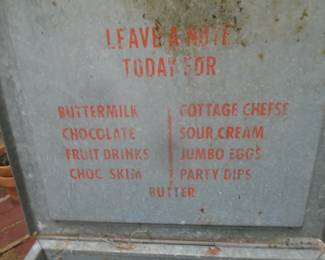 LEAVE A NOTE
TODAY FOR
BUTTERMILK
CHOCOLATE
FRUIT DRINKS
CHOC. SKIM
COTTAGE CHEESE
SOUR CREAM
JUMBO EGGS
PARTY DIPS
BUTTER